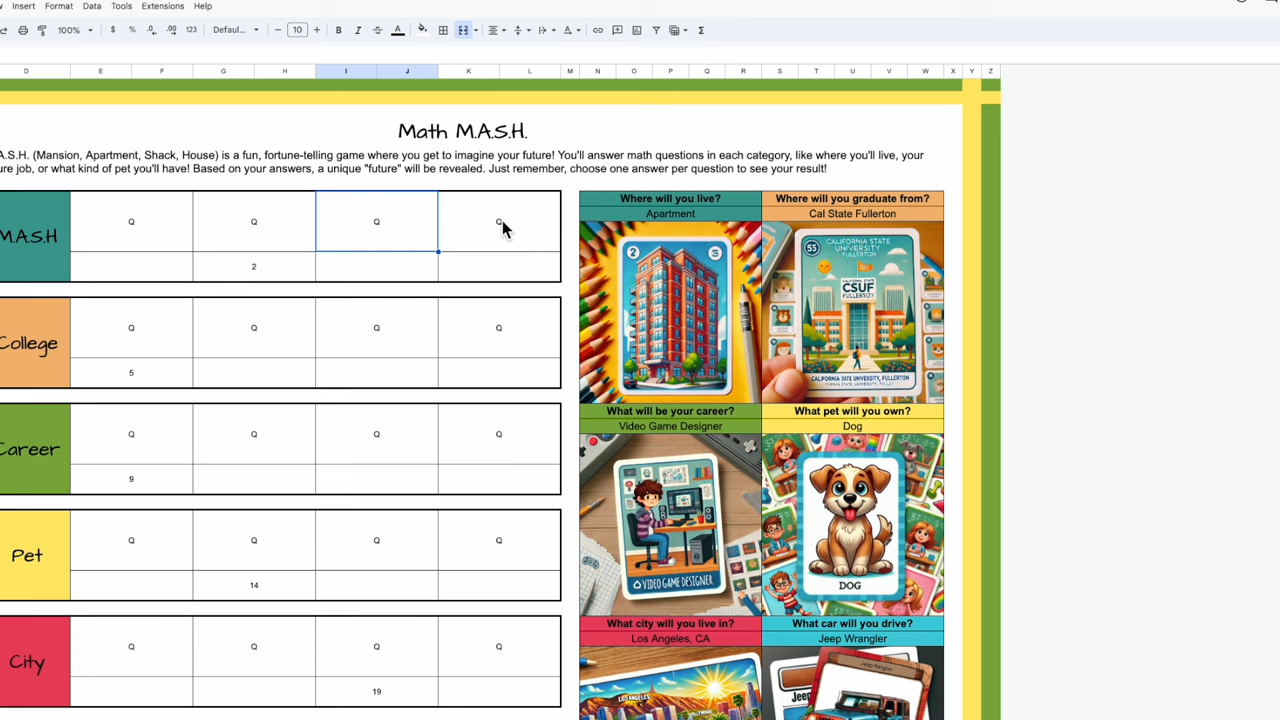 Insert Format Data Tools Extensions Help
100% $ % .0 .00 123 Defaul... − 10 + B I S A Σ
D E F G H I J K L M N O P Q R S T U V W X Y Z
Math M.A.S.H.
A.S.H. (Mansion, Apartment, Shack, House) is a fun, fortune-telling game where you get to imagine your future! You'll answer math questions in each category, like where you'll live, your
ure job, or what kind of pet you'll have! Based on your answers, a unique "future" will be revealed. Just remember, choose one answer per question to see your result!
M.A.S.H
Q Q Q Q
2
College
Q Q Q Q
5
Career
Q Q Q Q
9
Pet
Q Q Q Q
14
City
Q Q Q Q
19
Where will you live?
Apartment
2
Where will you graduate from?
Cal State Fullerton
53
CALIFORNIA STATE
UNIVERSITY
FULLERTON
CSUF
CALIFORNIA STATE UNIVERSITY, FULLERTON
What will be your career?
Video Game Designer
VIDEO GAME DESIGNER
What pet will you own?
Dog
DOG
What city will you live in?
Los Angeles, CA
LOS ANGELES
What car will you drive?
Jeep Wrangler
Jeep